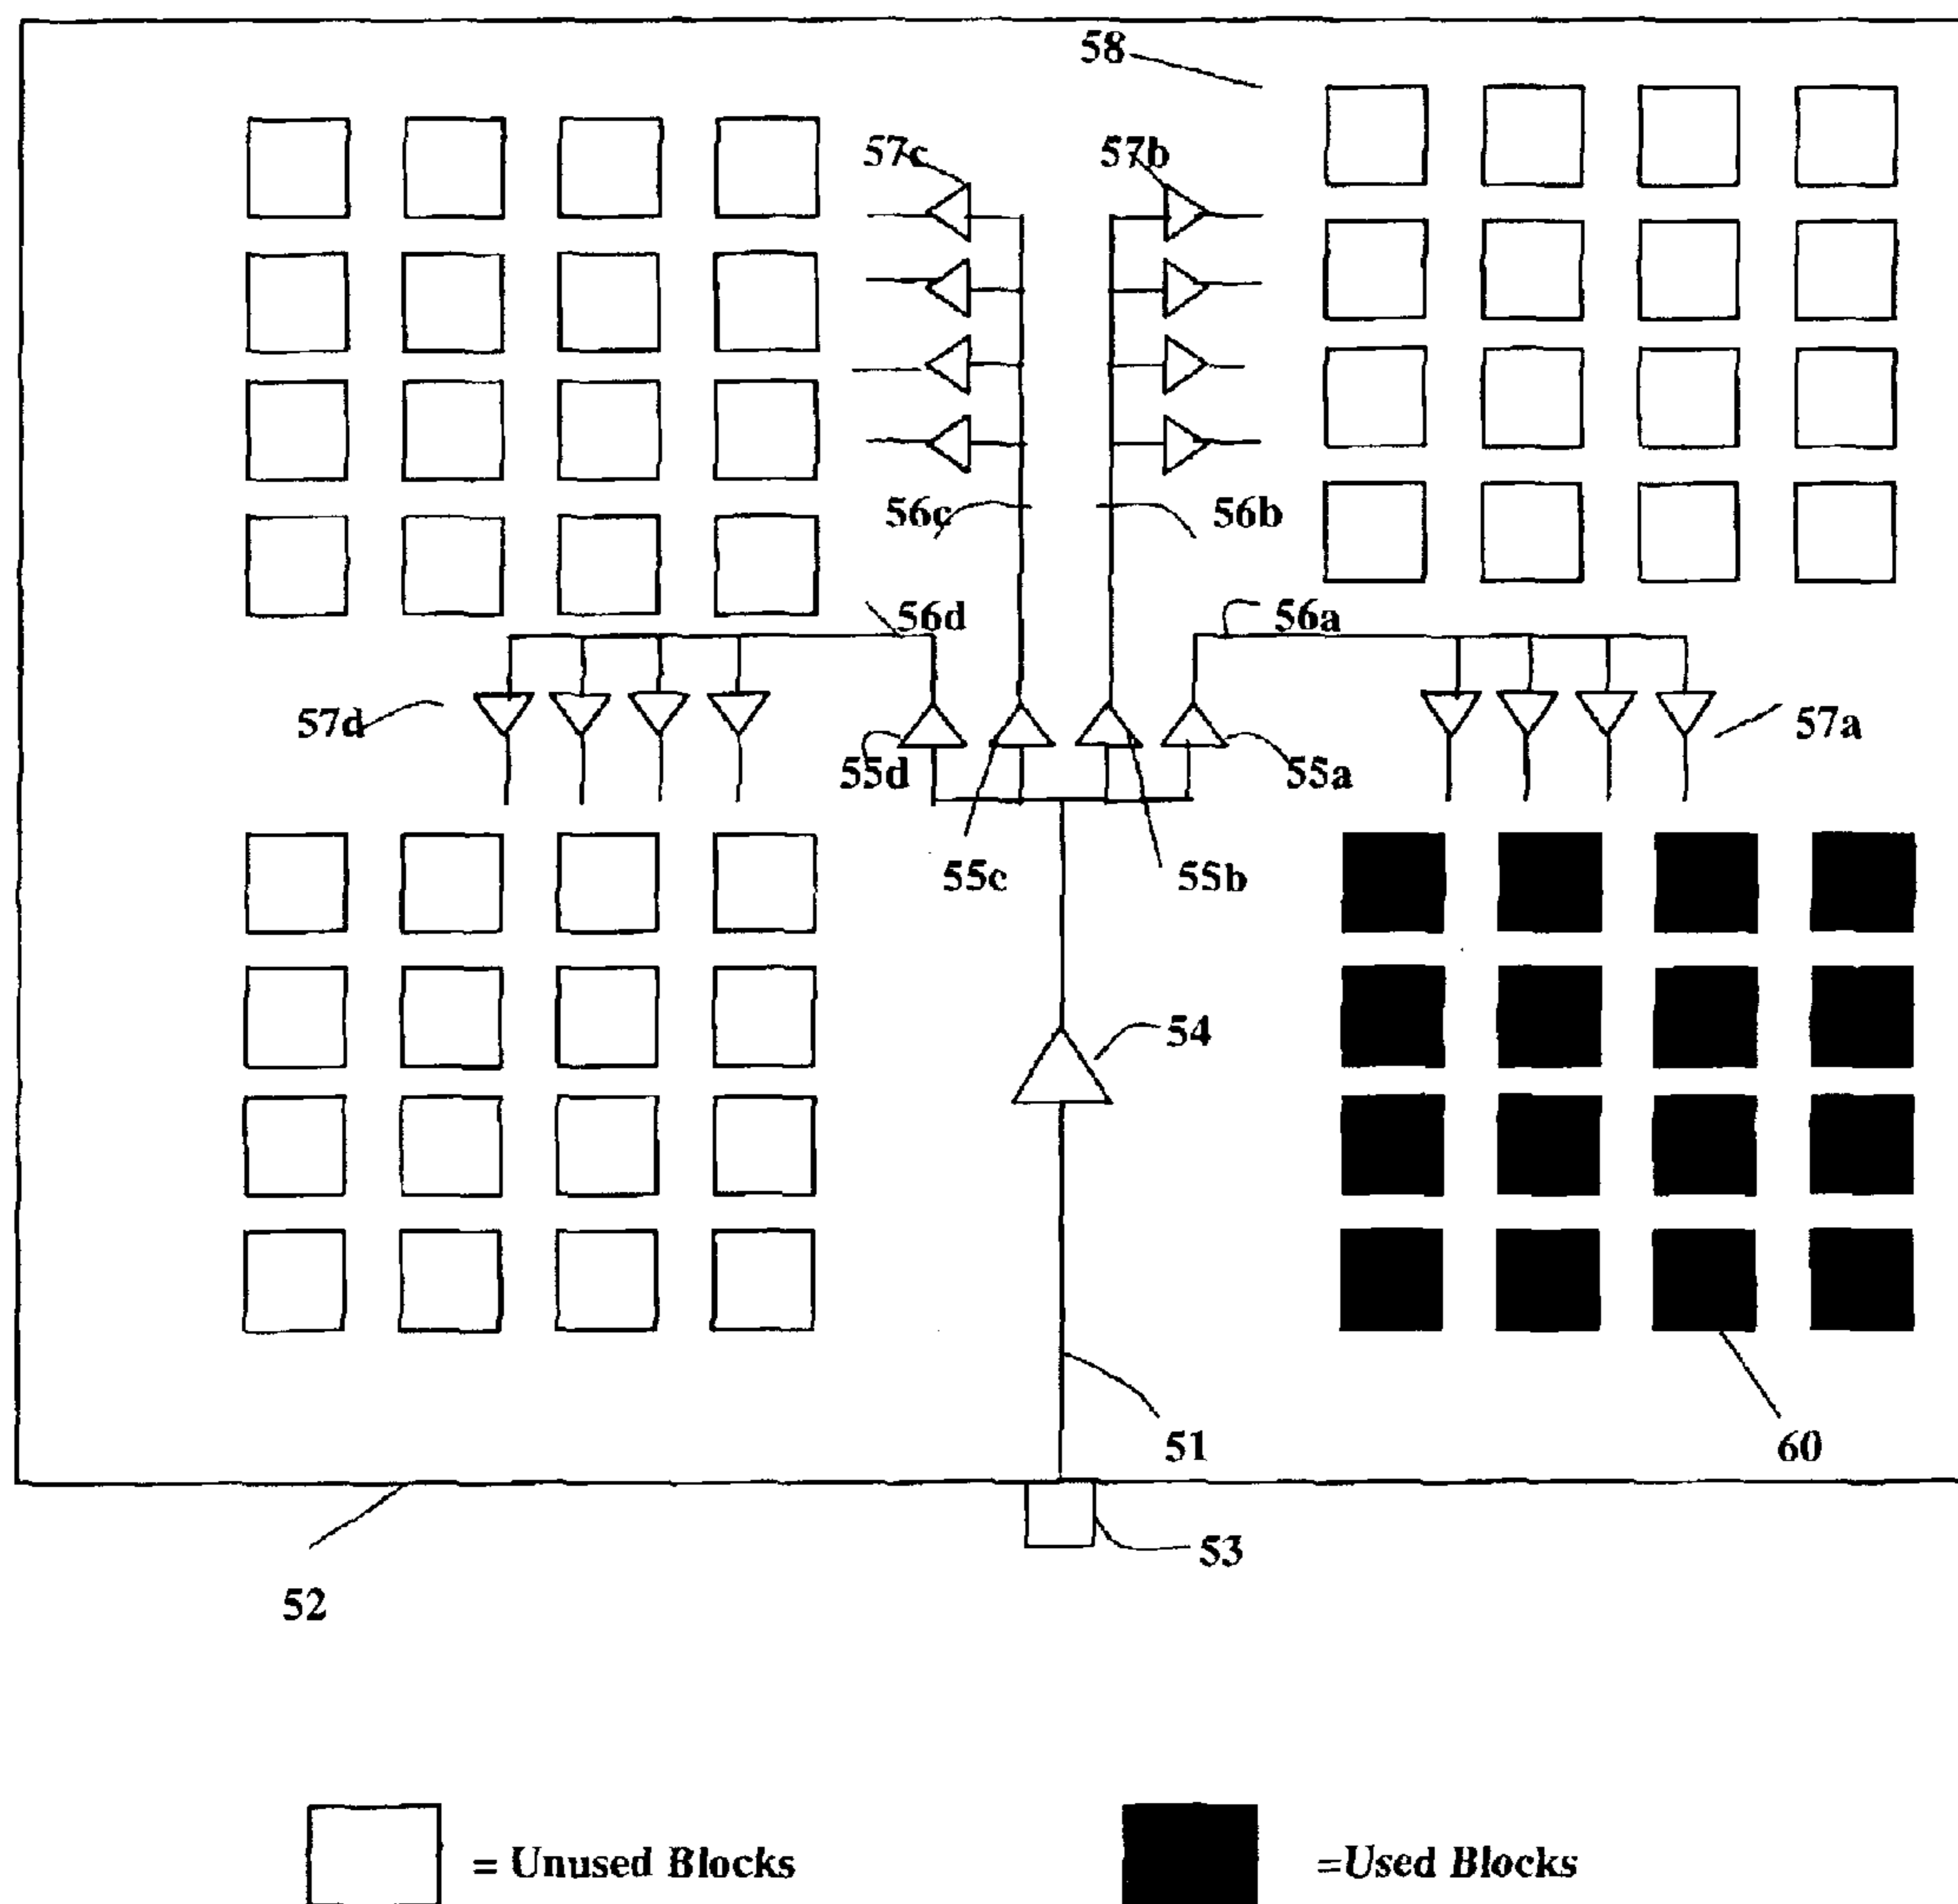 58
57c
57b
56c
56b
56d
56a
57d
57a
55d
55a
55c
55b
54
51
60
53
52
= Unused Blocks
=Used Blocks